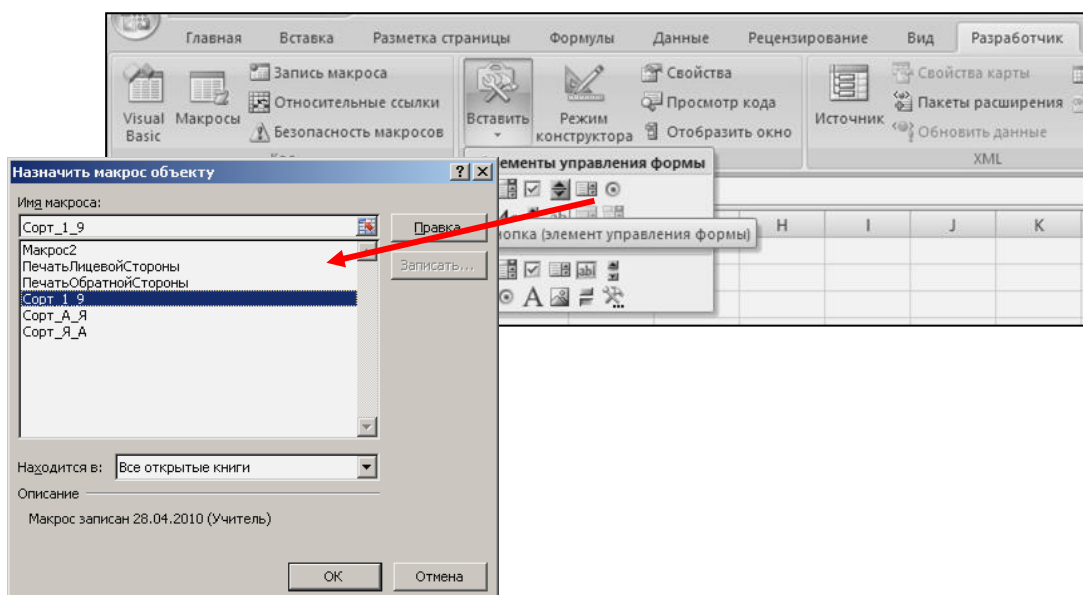 Главная Вставка Разметка страницы Формулы Данные Рецензирование Вид Разработчик
Visual Basic
Макросы
Запись макроса
Относительные ссылки
Безопасность макросов
Вставить
Режим конструктора
Свойства
Просмотр кода
Отобразить окно
Источник
Свойства карты
Пакеты расширения
Обновить данные
XML
Элементы управления формы
Кнопка (элемент управления формы)
H I J K
Назначить макрос объекту
Имя макроса:
Сорт_1_9
Макрос2
ПечатьЛицевойСтороны
ПечатьОбратнойСтороны
Сорт_1_9
Сорт_А_Я
Сорт_Я_А
Правка
Записать...
Находится в: Все открытые книги
Описание
Макрос записан 28.04.2010 (Учитель)
ОК Отмена